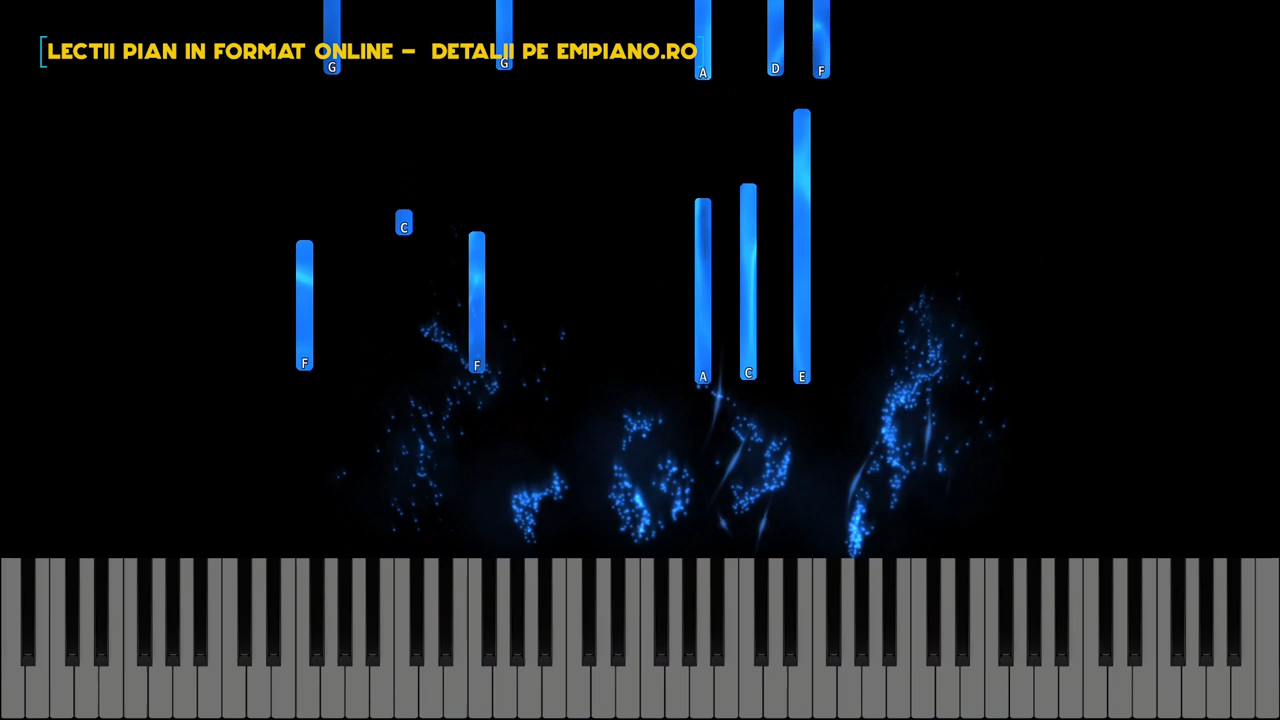 LECTII PIAN IN FORMAT ONLINE - DETALII PE EMPIANO.RO
G G A D F
C
F F A C E